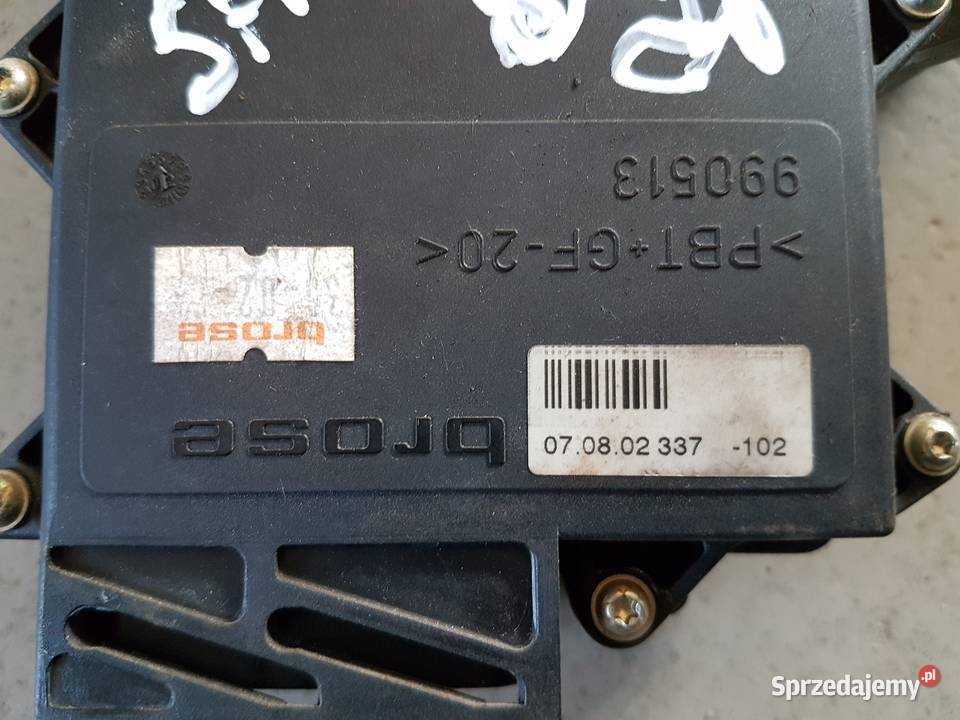 990513
>PBT+GF-20<
brose
brose
07.08.02 337 -102
Sprzedajemy.pl